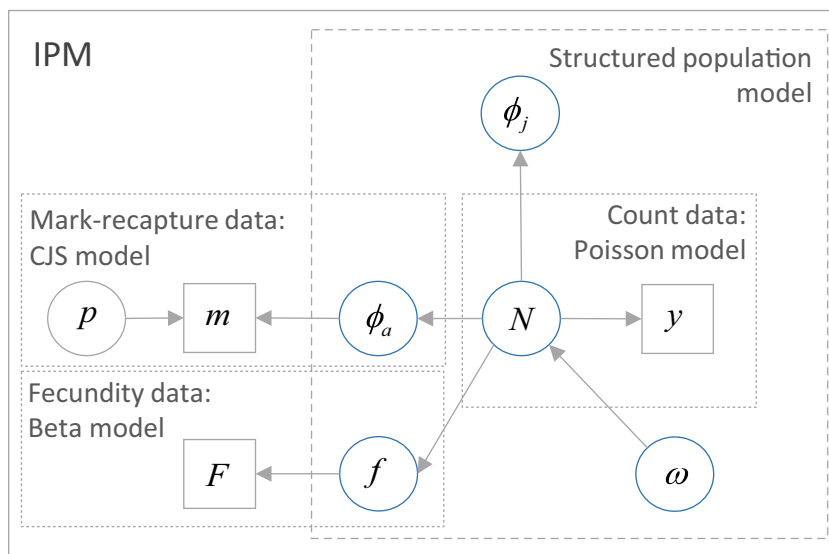 IPM
Structured population
model
ϕj
Mark-recapture data:
CJS model
Count data:
Poisson model
p
m
ϕa
N
y
Fecundity data:
Beta model
F
f
ω